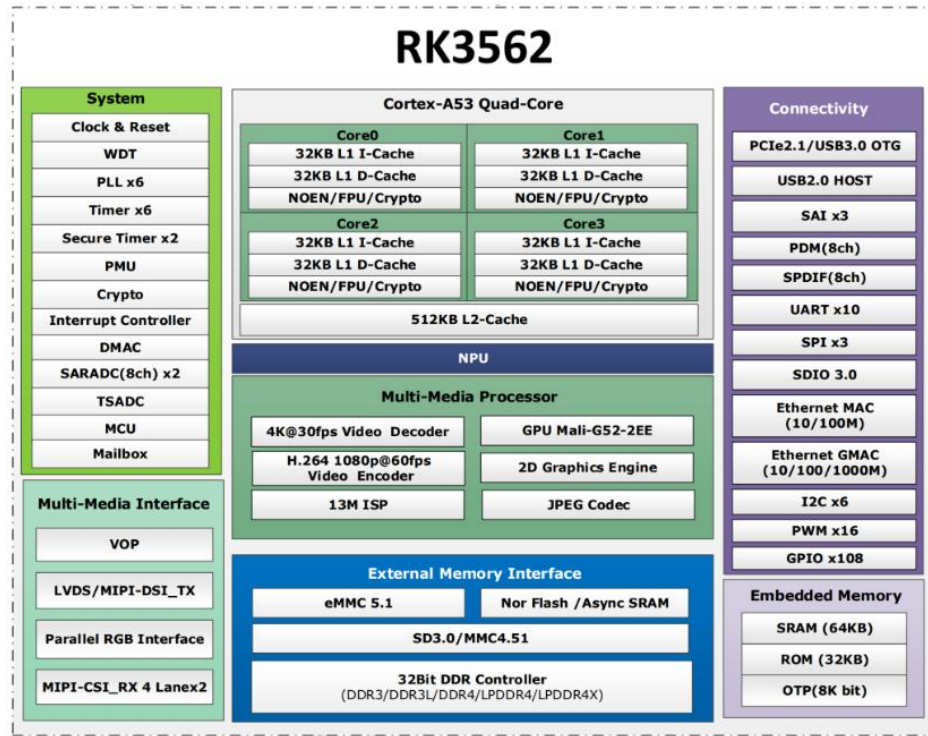 RK3562
System
Clock & Reset
WDT
PLL x6
Timer x6
Secure Timer x2
PMU
Crypto
Interrupt Controller
DMAC
SARADC(8ch) x2
TSADC
MCU
Mailbox
Multi-Media Interface
VOP
LVDS/MIPI-DSI_TX
Parallel RGB Interface
MIPI-CSI_RX 4 Lanex2
Cortex-A53 Quad-Core
Core0
32KB L1 I-Cache
32KB L1 D-Cache
NOEN/FPU/Crypto
Core1
32KB L1 I-Cache
32KB L1 D-Cache
NOEN/FPU/Crypto
Core2
32KB L1 I-Cache
32KB L1 D-Cache
NOEN/FPU/Crypto
Core3
32KB L1 I-Cache
32KB L1 D-Cache
NOEN/FPU/Crypto
512KB L2-Cache
NPU
Multi-Media Processor
4K@30fps Video Decoder
GPU Mali-G52-2EE
H.264 1080p@60fps
Video Encoder
2D Graphics Engine
13M ISP
JPEG Codec
External Memory Interface
eMMC 5.1
Nor Flash /Async SRAM
SD3.0/MMC4.51
32Bit DDR Controller
(DDR3/DDR3L/DDR4/LPDDR4/LPDDR4X)
Connectivity
PCIe2.1/USB3.0 OTG
USB2.0 HOST
SAI x3
PDM(8ch)
SPDIF(8ch)
UART x10
SPI x3
SDIO 3.0
Ethernet MAC
(10/100M)
Ethernet GMAC
(10/100/1000M)
I2C x6
PWM x16
GPIO x108
Embedded Memory
SRAM (64KB)
ROM (32KB)
OTP(8K bit)